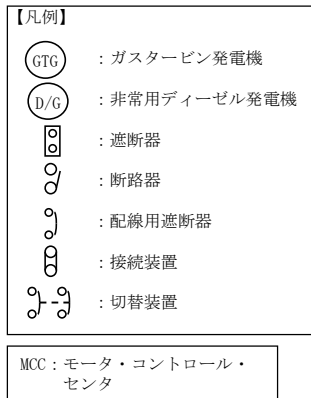 【凡例】
GTG ：ガスタービン発電機
D/G ：非常用ディーゼル発電機
：遮断器
：断路器
：配線用遮断器
：接続装置
：切替装置
MCC：モータ・コントロール・
センタ